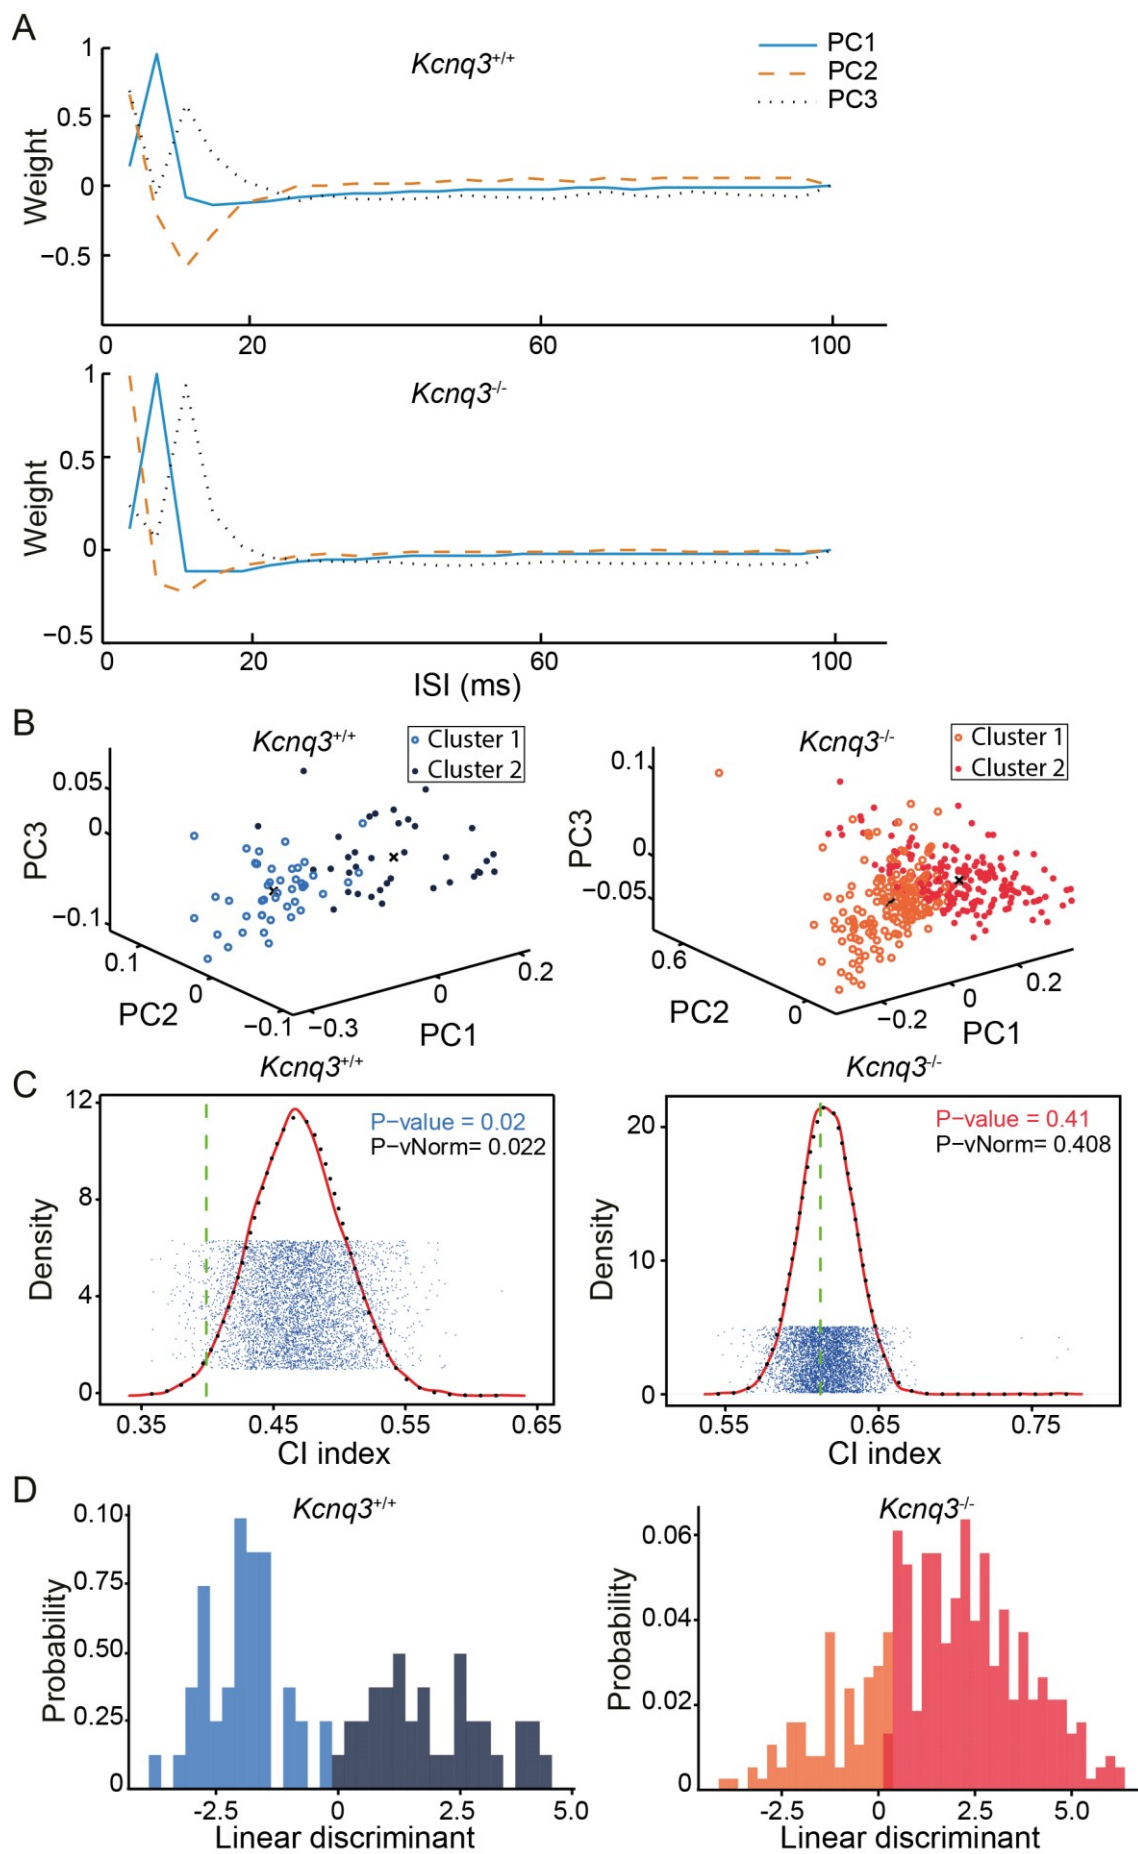 A
Kcnq3+/+
PC1
PC2
PC3
Weight
1
0.5
0
−0.5
0 20 60 100
Kcnq3-/-
Weight
1
0.5
0
−0.5
0 20 60 100
ISI (ms)
B
Kcnq3+/+
Cluster 1
Cluster 2
PC3
0.05
0
−0.1
0.1
0
−0.1
PC2
−0.3
0
0.2
PC1
Kcnq3-/-
Cluster 1
Cluster 2
PC3
0.1
0
−0.05
0.6
0
PC2
−0.2
0
0.2
PC1
C
Kcnq3+/+
P−value = 0.02
P−vNorm= 0.022
Density
12
8
4
0
0.35 0.45 0.55 0.65
CI index
Kcnq3-/-
P−value = 0.41
P−vNorm= 0.408
Density
20
10
0
0.55 0.65 0.75
CI index
D
Kcnq3+/+
Probability
0.10
0.75
0.50
0.25
0
-2.5 0 2.5 5.0
Linear discriminant
Kcnq3-/-
Probability
0.06
0.04
0.02
0
-2.5 0 2.5 5.0
Linear discriminant